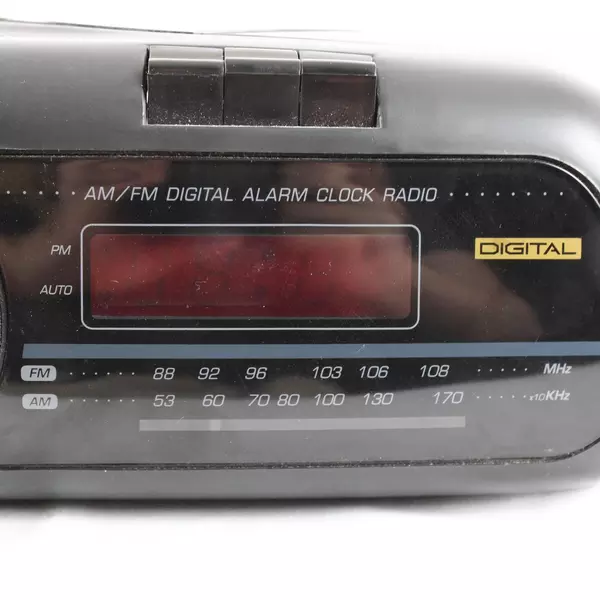 AM/FM DIGITAL ALARM CLOCK RADIO
PM
DIGITAL
AUTO
FM 88 92 96 103 106 108 MHz
AM 53 60 70 80 100 130 170 x10KHz